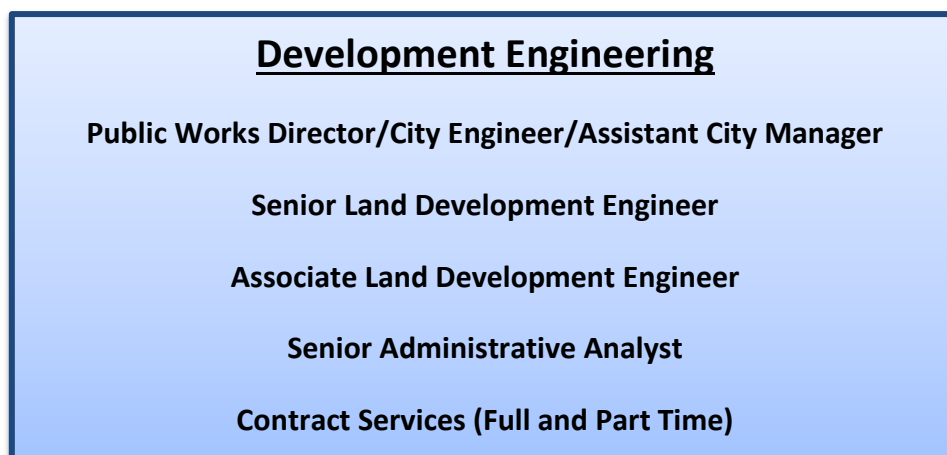 Development Engineering
Public Works Director/City Engineer/Assistant City Manager
Senior Land Development Engineer
Associate Land Development Engineer
Senior Administrative Analyst
Contract Services (Full and Part Time)